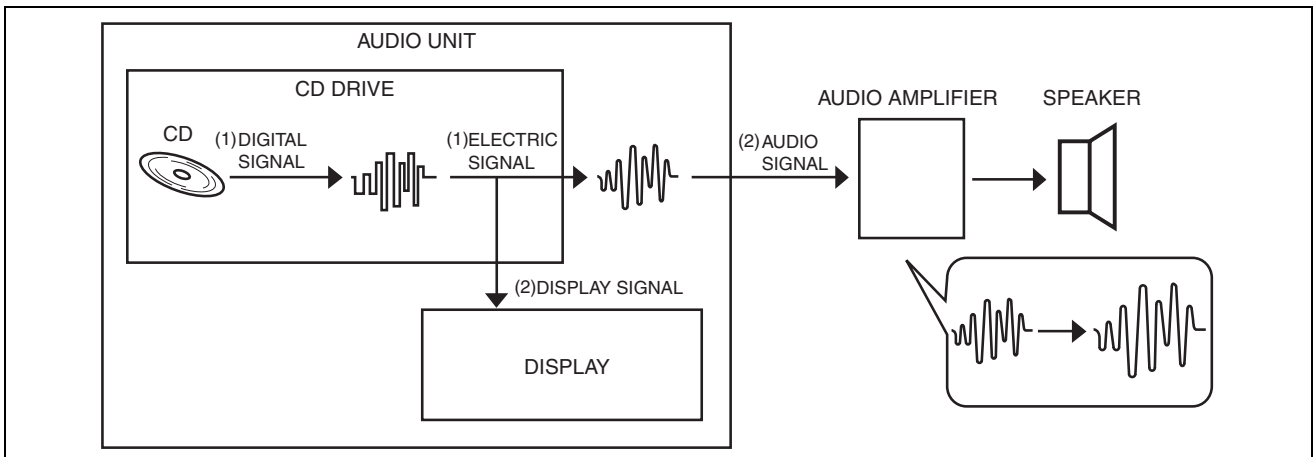 AUDIO UNIT
CD DRIVE
CD
(1)DIGITAL
SIGNAL
(1)ELECTRIC
SIGNAL
(2)AUDIO
SIGNAL
AUDIO AMPLIFIER
SPEAKER
(2)DISPLAY SIGNAL
DISPLAY